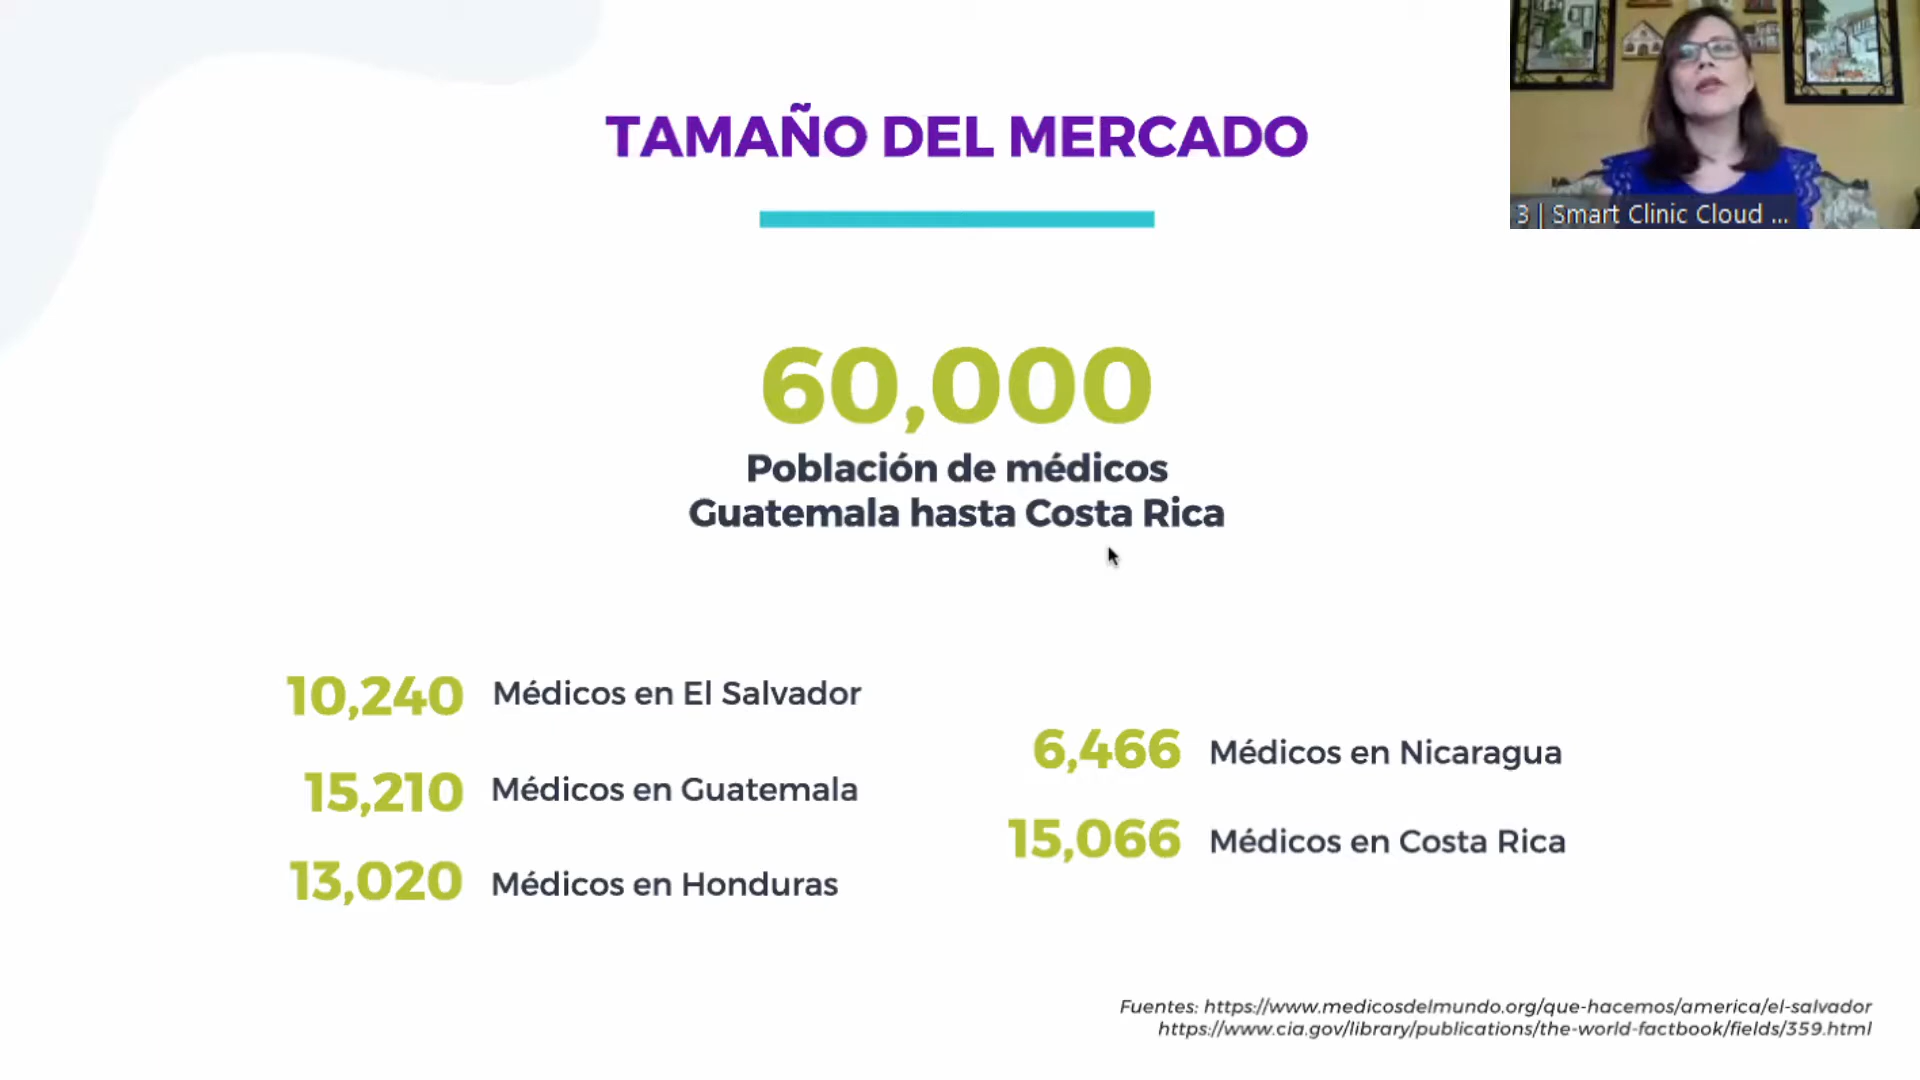 TAMAÑO DEL MERCADO
3 | Smart Clinic Cloud ...
60,000
Población de médicos
Guatemala hasta Costa Rica
10,240 Médicos en El Salvador
15,210 Médicos en Guatemala
13,020 Médicos en Honduras
6,466 Médicos en Nicaragua
15,066 Médicos en Costa Rica
Fuentes: https://www.medicosdelmundo.org/que-hacemos/america/el-salvador
https://www.cia.gov/library/publications/the-world-factbook/fields/359.html